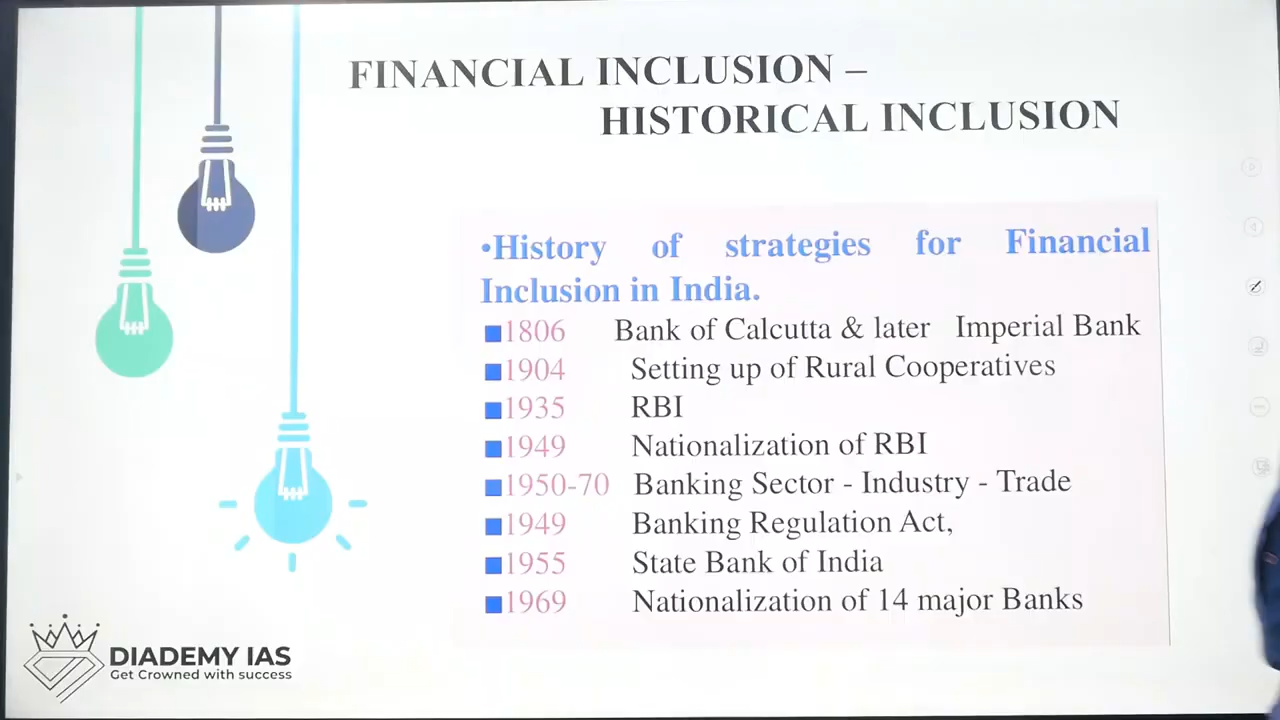 FINANCIAL INCLUSION –
HISTORICAL INCLUSION
•History of strategies for Financial
Inclusion in India.
■1806 Bank of Calcutta & later Imperial Bank
■1904 Setting up of Rural Cooperatives
■1935 RBI
■1949 Nationalization of RBI
■1950-70 Banking Sector - Industry - Trade
■1949 Banking Regulation Act,
■1955 State Bank of India
■1969 Nationalization of 14 major Banks
DIADEMY IAS
Get Crowned with success